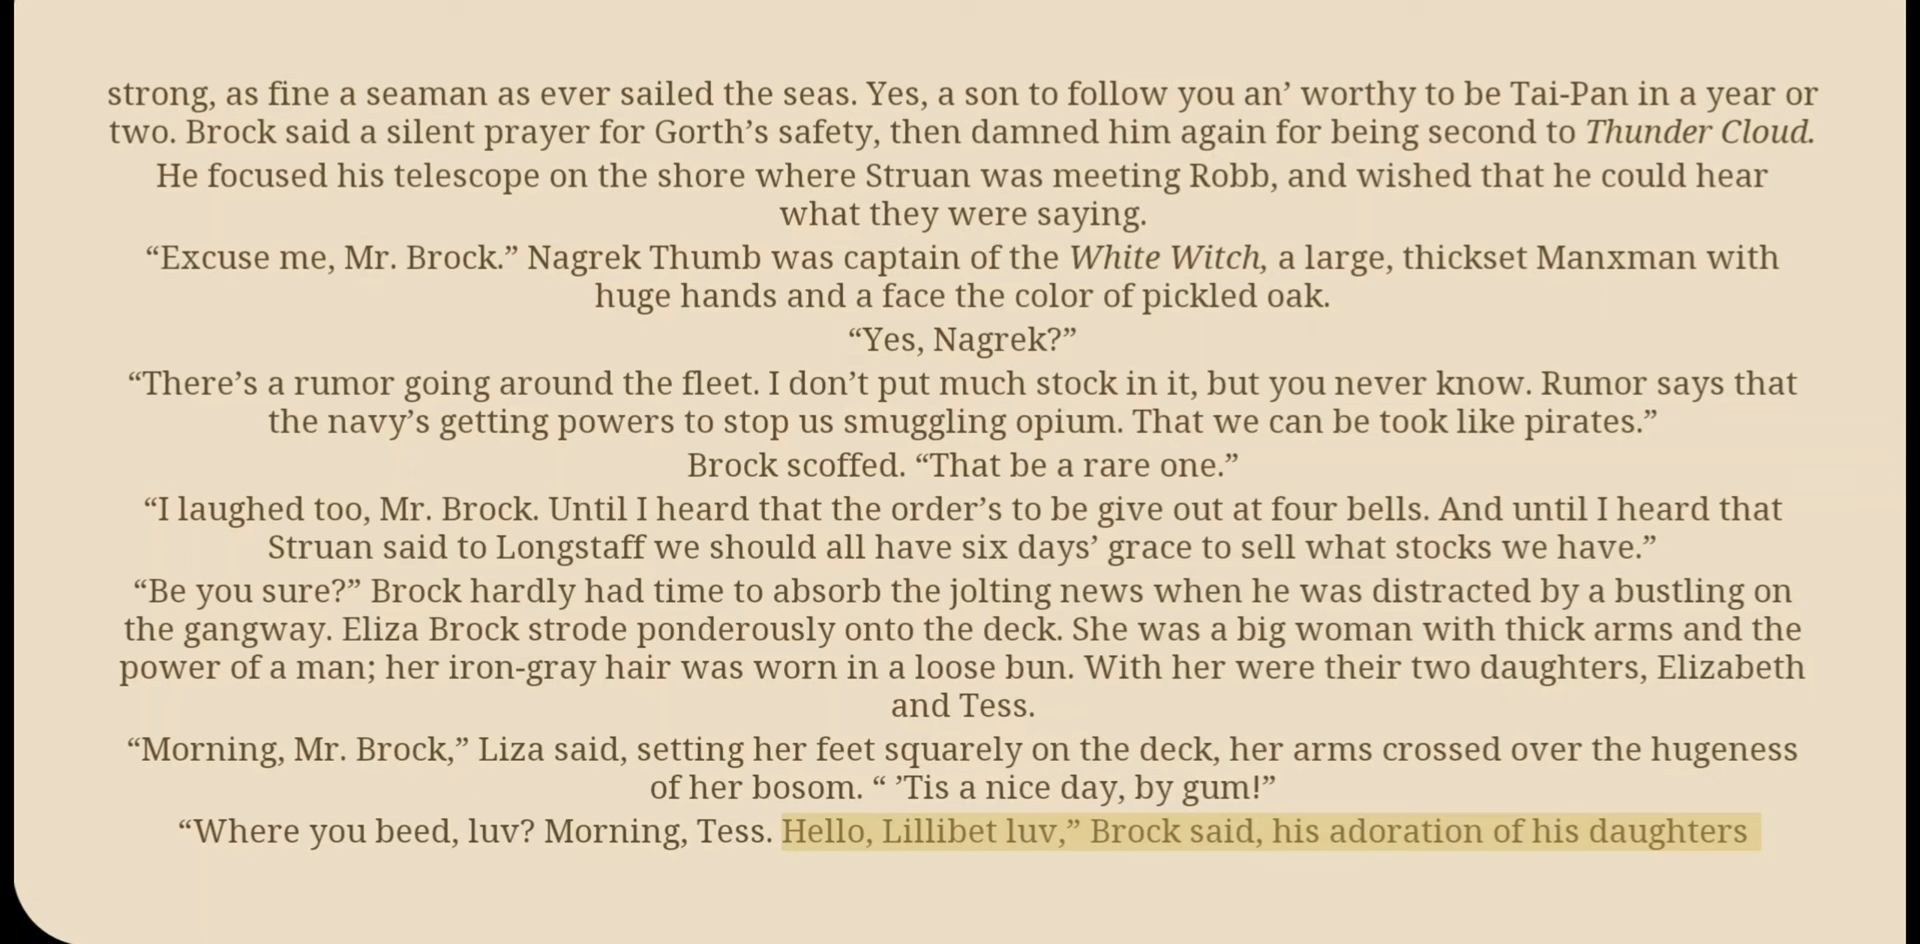 strong, as fine a seaman as ever sailed the seas. Yes, a son to follow you an’ worthy to be Tai-Pan in a year or
two. Brock said a silent prayer for Gorth’s safety, then damned him again for being second to Thunder Cloud.
He focused his telescope on the shore where Struan was meeting Robb, and wished that he could hear
what they were saying.
“Excuse me, Mr. Brock.” Nagrek Thumb was captain of the White Witch, a large, thickset Manxman with
huge hands and a face the color of pickled oak.
“Yes, Nagrek?”
“There’s a rumor going around the fleet. I don’t put much stock in it, but you never know. Rumor says that
the navy’s getting powers to stop us smuggling opium. That we can be took like pirates.”
Brock scoffed. “That be a rare one.”
“I laughed too, Mr. Brock. Until I heard that the order’s to be give out at four bells. And until I heard that
Struan said to Longstaff we should all have six days’ grace to sell what stocks we have.”
“Be you sure?” Brock hardly had time to absorb the jolting news when he was distracted by a bustling on
the gangway. Eliza Brock strode ponderously onto the deck. She was a big woman with thick arms and the
power of a man; her iron-gray hair was worn in a loose bun. With her were their two daughters, Elizabeth
and Tess.
“Morning, Mr. Brock,” Liza said, setting her feet squarely on the deck, her arms crossed over the hugeness
of her bosom. “ ’Tis a nice day, by gum!”
“Where you beed, luv? Morning, Tess. Hello, Lillibet luv,” Brock said, his adoration of his daughters